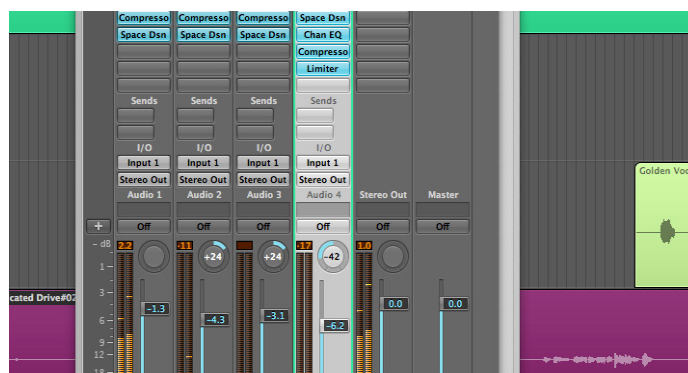 Compresso Compresso Compresso Space Dsn
Space Dsn Space Dsn Space Dsn Chan EQ
Compresso
Limiter
Sends Sends Sends Sends
I/O I/O I/O I/O
Input 1 Input 1 Input 1 Input 1
Stereo Out Stereo Out Stereo Out Stereo Out
Audio 1 Audio 2 Audio 3 Audio 4 Stereo Out Master
Golden Voc
+ Off Off Off Off Off Off
- dB 2.2 -11 +24 +24 -17 -42 1.0
1
3
cated Drive#02 -1.3 -4.3 -3.1 -6.2 0.0 0.0
6
9
12
18